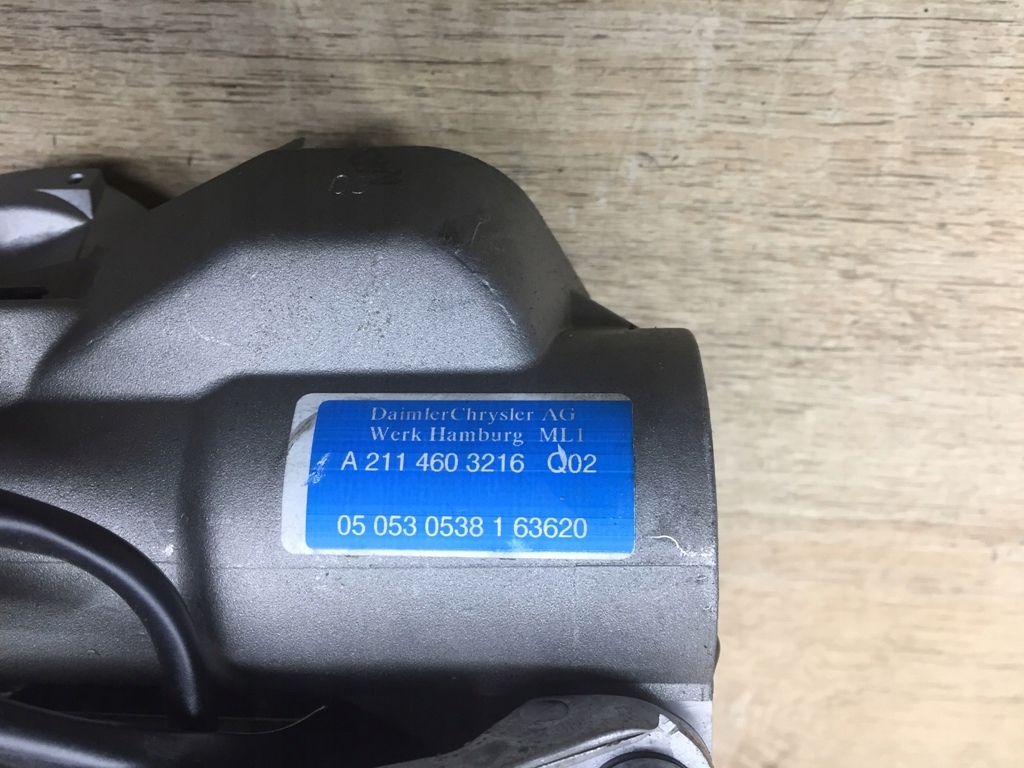 DaimlerChrysler AG
Werk Hamburg ML1
A 211 460 3216 Q02
05 053 0538 1 63620